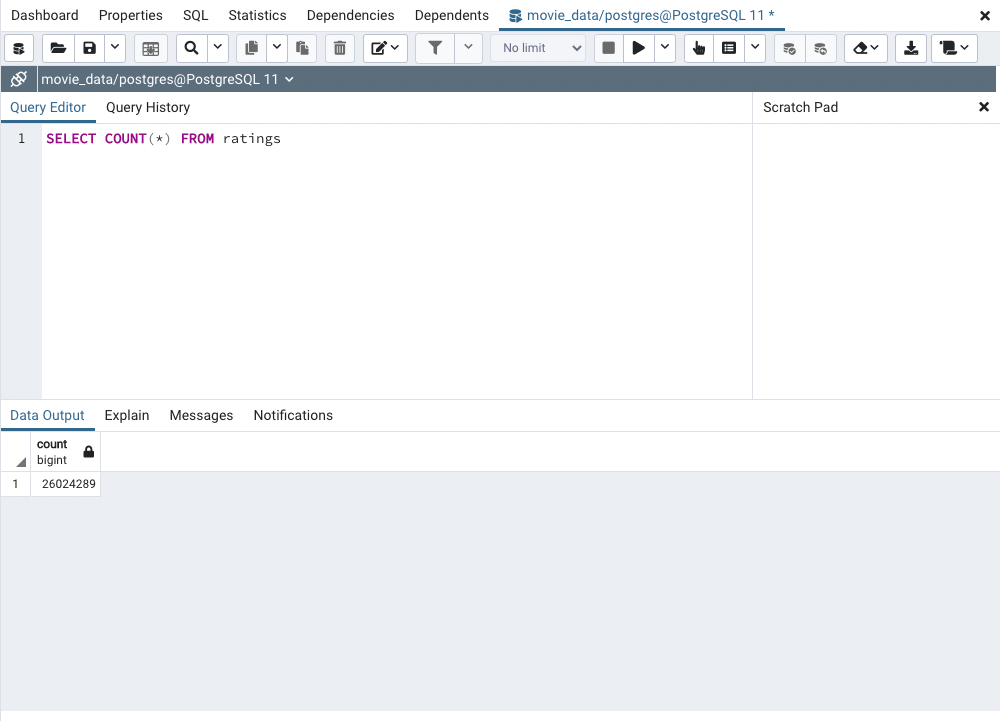 Dashboard Properties SQL Statistics Dependencies Dependents movie_data/postgres@PostgreSQL 11 *
No limit
movie_data/postgres@PostgreSQL 11
Query Editor Query History Scratch Pad
1 SELECT COUNT(*) FROM ratings
Data Output Explain Messages Notifications
count
bigint
1 26024289